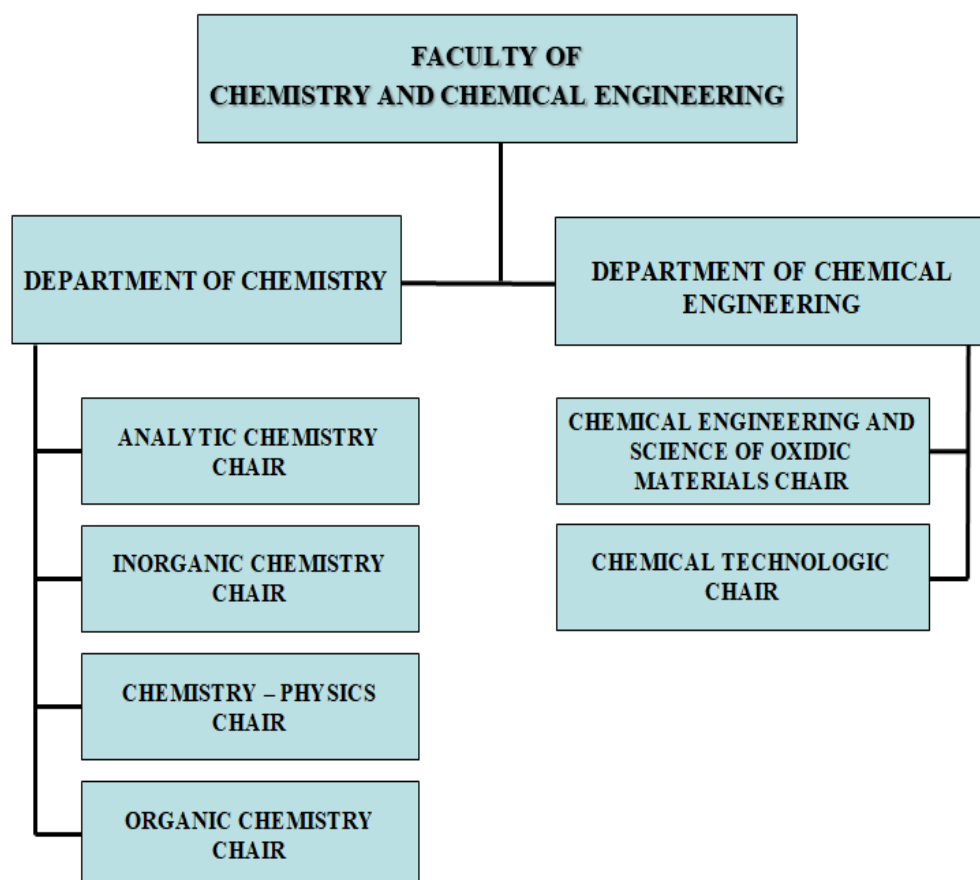 FACULTY OF
CHEMISTRY AND CHEMICAL ENGINEERING
DEPARTMENT OF CHEMISTRY
DEPARTMENT OF CHEMICAL
ENGINEERING
ANALYTIC CHEMISTRY
CHAIR
INORGANIC CHEMISTRY
CHAIR
CHEMISTRY – PHYSICS
CHAIR
ORGANIC CHEMISTRY
CHAIR
CHEMICAL ENGINEERING AND
SCIENCE OF OXIDIC
MATERIALS CHAIR
CHEMICAL TECHNOLOGIC
CHAIR